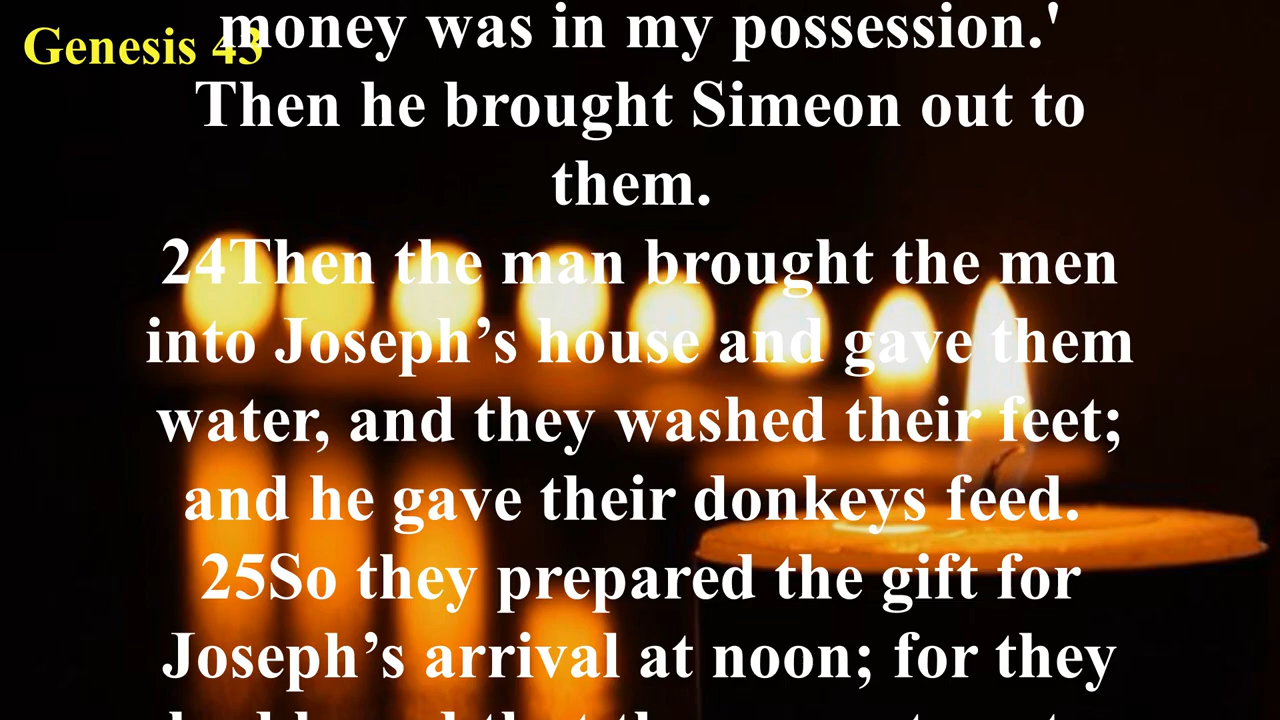 Genesis 43
money was in my possession.'
Then he brought Simeon out to
them.
24Then the man brought the men
into Joseph’s house and gave them
water, and they washed their feet;
and he gave their donkeys feed.
25So they prepared the gift for
Joseph’s arrival at noon; for they